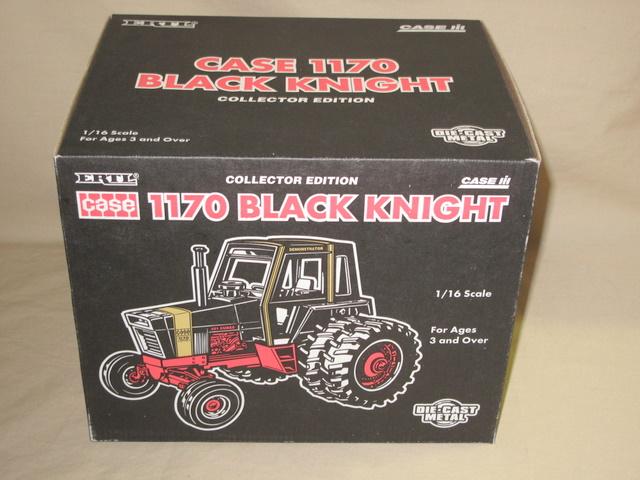 ERTL®
CASE IH
CASE 1170
BLACK KNIGHT
COLLECTOR EDITION
1/16 Scale
For Ages 3 and Over
DIE-CAST
METAL
ERTL®
COLLECTOR EDITION
CASE IH
case 1170 BLACK KNIGHT
DEMONSTRATOR
1/16 Scale
For Ages
3 and Over
DIE-CAST
METAL